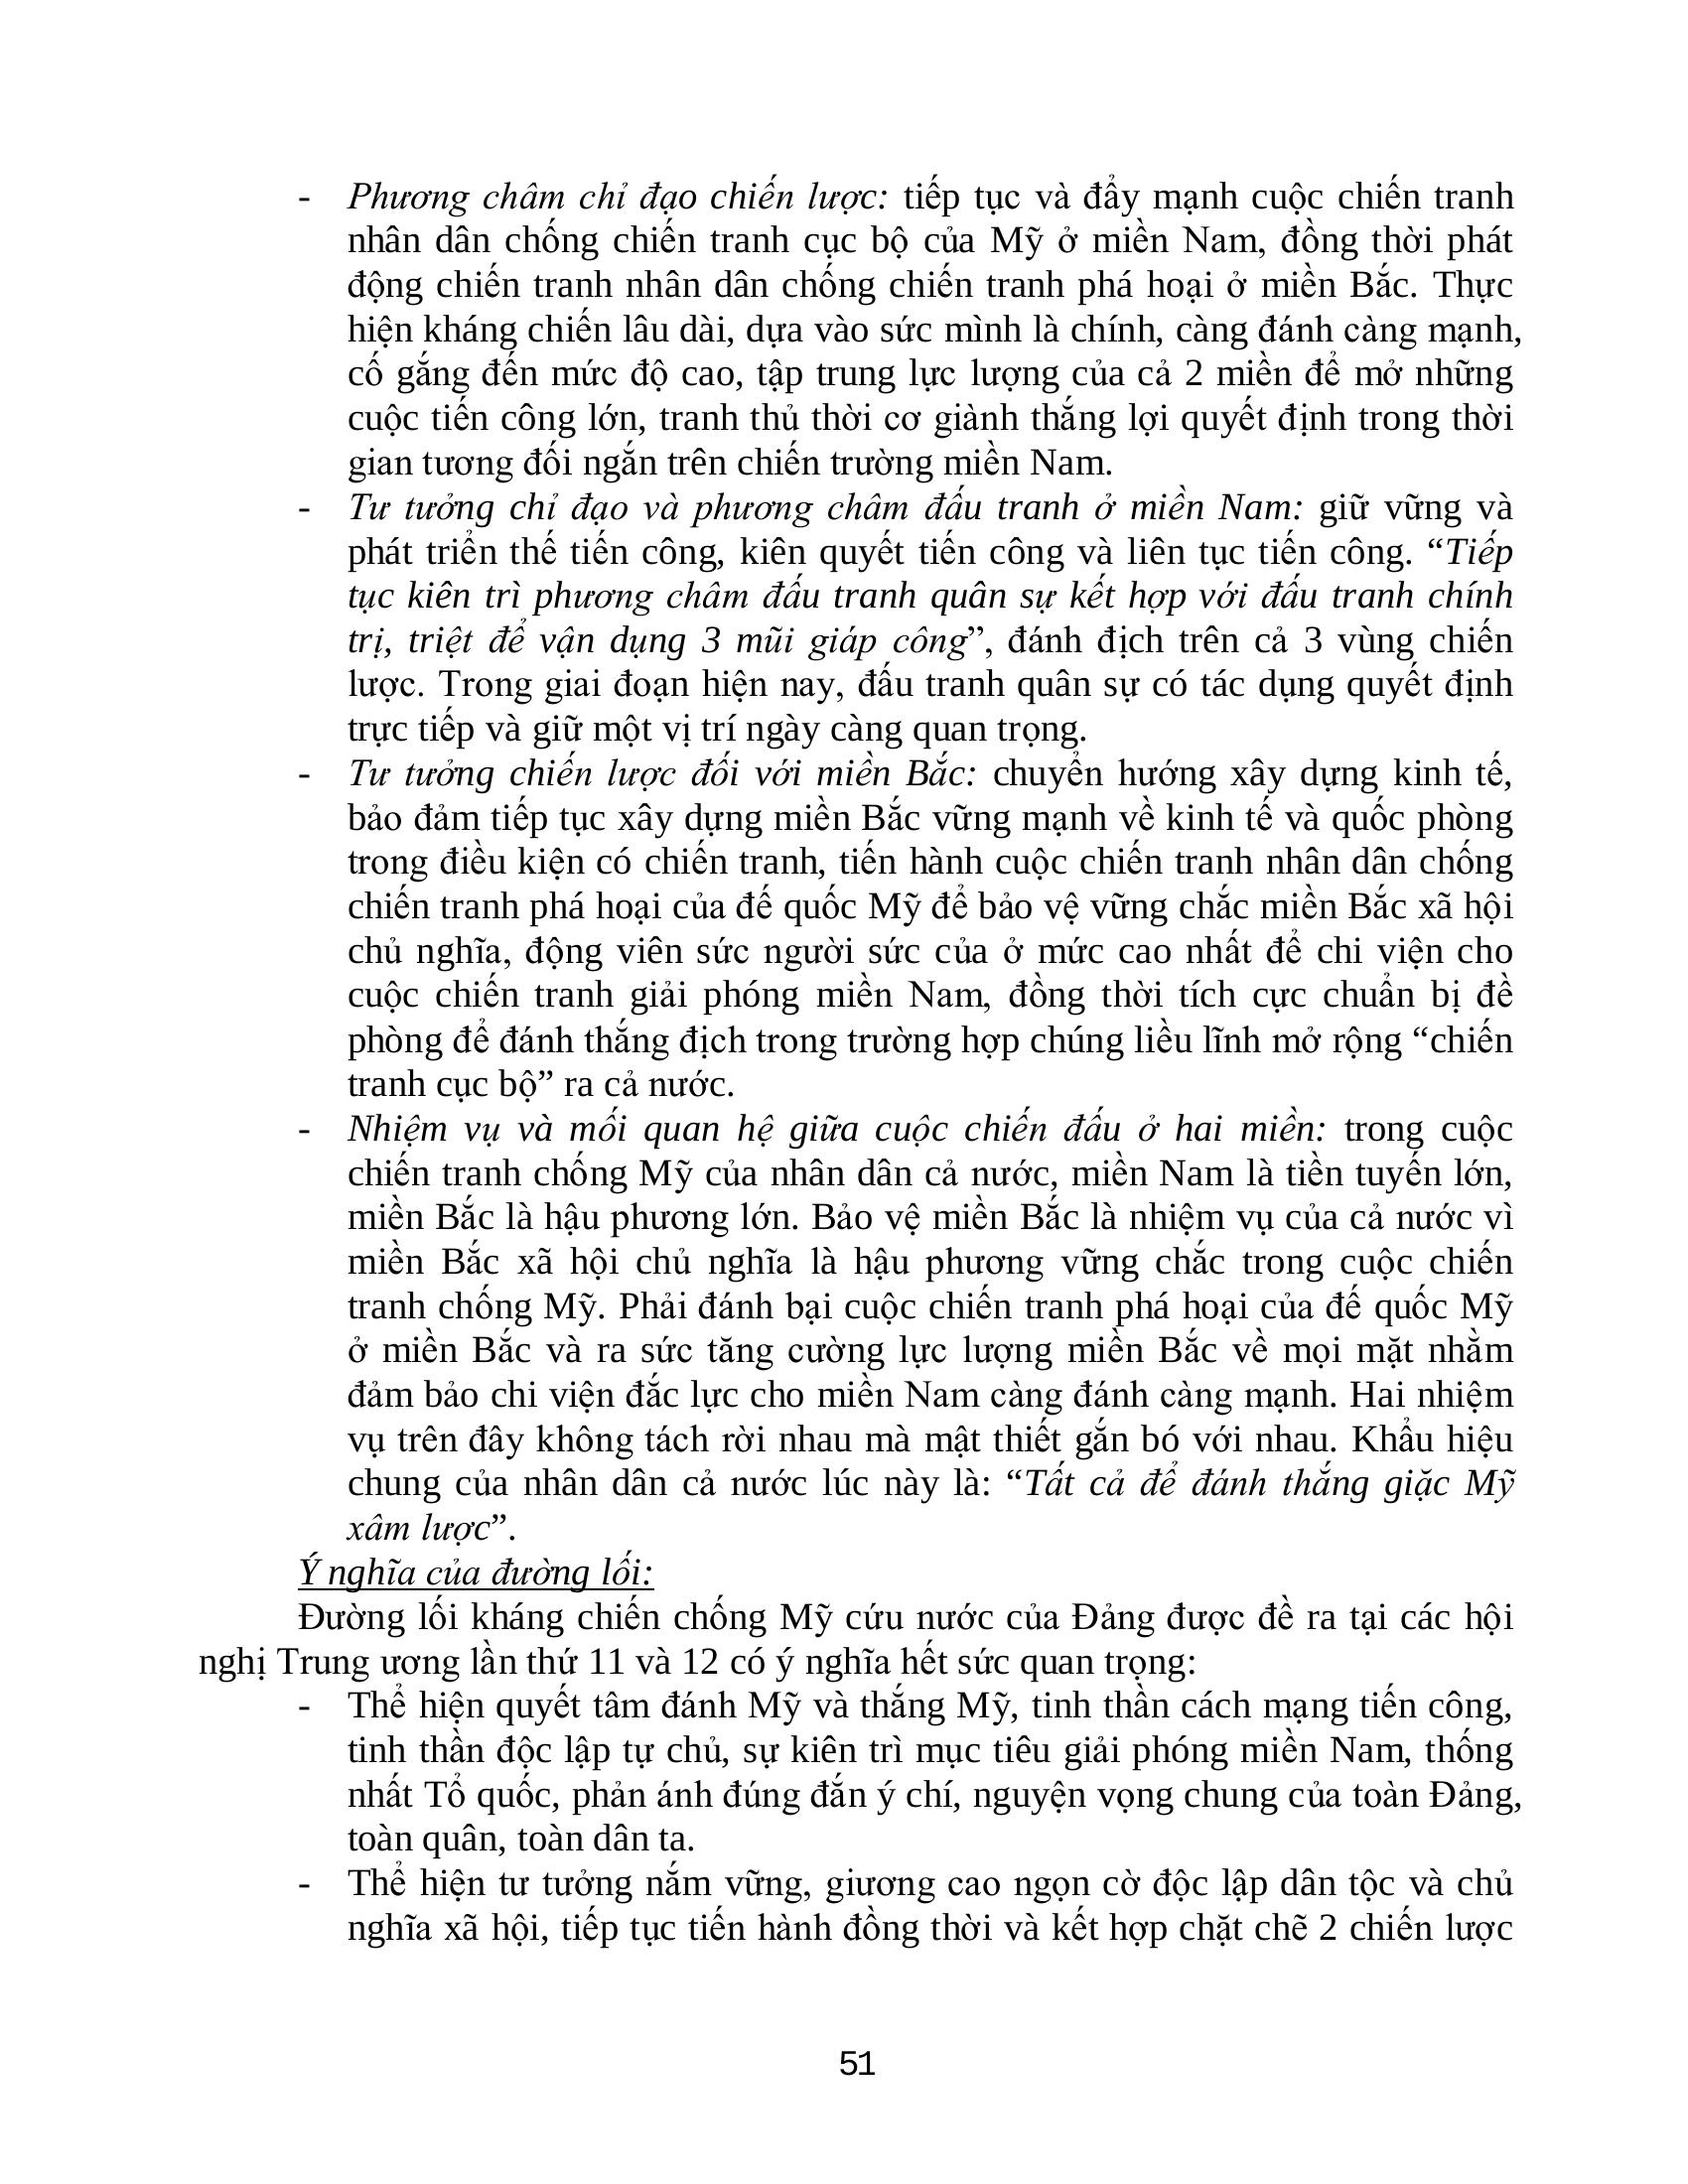 - Phương châm chỉ đạo chiến lược: tiếp tục và đẩy mạnh cuộc chiến tranh
nhân dân chống chiến tranh cục bộ của Mỹ ở miền Nam, đồng thời phát
động chiến tranh nhân dân chống chiến tranh phá hoại ở miền Bắc. Thực
hiện kháng chiến lâu dài, dựa vào sức mình là chính, càng đánh càng mạnh,
cố gắng đến mức độ cao, tập trung lực lượng của cả 2 miền để mở những
cuộc tiến công lớn, tranh thủ thời cơ giành thắng lợi quyết định trong thời
gian tương đối ngắn trên chiến trường miền Nam.
- Tư tưởng chỉ đạo và phương châm đấu tranh ở miền Nam: giữ vững và
phát triển thế tiến công, kiên quyết tiến công và liên tục tiến công. “Tiếp
tục kiên trì phương châm đấu tranh quân sự kết hợp với đấu tranh chính
trị, triệt để vận dụng 3 mũi giáp công”, đánh địch trên cả 3 vùng chiến
lược. Trong giai đoạn hiện nay, đấu tranh quân sự có tác dụng quyết định
trực tiếp và giữ một vị trí ngày càng quan trọng.
- Tư tưởng chiến lược đối với miền Bắc: chuyển hướng xây dựng kinh tế,
bảo đảm tiếp tục xây dựng miền Bắc vững mạnh về kinh tế và quốc phòng
trong điều kiện có chiến tranh, tiến hành cuộc chiến tranh nhân dân chống
chiến tranh phá hoại của đế quốc Mỹ để bảo vệ vững chắc miền Bắc xã hội
chủ nghĩa, động viên sức người sức của ở mức cao nhất để chi viện cho
cuộc chiến tranh giải phóng miền Nam, đồng thời tích cực chuẩn bị đề
phòng để đánh thắng địch trong trường hợp chúng liều lĩnh mở rộng “chiến
tranh cục bộ” ra cả nước.
- Nhiệm vụ và mối quan hệ giữa cuộc chiến đấu ở hai miền: trong cuộc
chiến tranh chống Mỹ của nhân dân cả nước, miền Nam là tiền tuyến lớn,
miền Bắc là hậu phương lớn. Bảo vệ miền Bắc là nhiệm vụ của cả nước vì
miền Bắc xã hội chủ nghĩa là hậu phương vững chắc trong cuộc chiến
tranh chống Mỹ. Phải đánh bại cuộc chiến tranh phá hoại của đế quốc Mỹ
ở miền Bắc và ra sức tăng cường lực lượng miền Bắc về mọi mặt nhằm
đảm bảo chi viện đắc lực cho miền Nam càng đánh càng mạnh. Hai nhiệm
vụ trên đây không tách rời nhau mà mật thiết gắn bó với nhau. Khẩu hiệu
chung của nhân dân cả nước lúc này là: “Tất cả để đánh thắng giặc Mỹ
xâm lược”.
Ý nghĩa của đường lối:
Đường lối kháng chiến chống Mỹ cứu nước của Đảng được đề ra tại các hội
nghị Trung ương lần thứ 11 và 12 có ý nghĩa hết sức quan trọng:
- Thể hiện quyết tâm đánh Mỹ và thắng Mỹ, tinh thần cách mạng tiến công,
tinh thần độc lập tự chủ, sự kiên trì mục tiêu giải phóng miền Nam, thống
nhất Tổ quốc, phản ánh đúng đắn ý chí, nguyện vọng chung của toàn Đảng,
toàn quân, toàn dân ta.
- Thể hiện tư tưởng nắm vững, giương cao ngọn cờ độc lập dân tộc và chủ
nghĩa xã hội, tiếp tục tiến hành đồng thời và kết hợp chặt chẽ 2 chiến lược
51